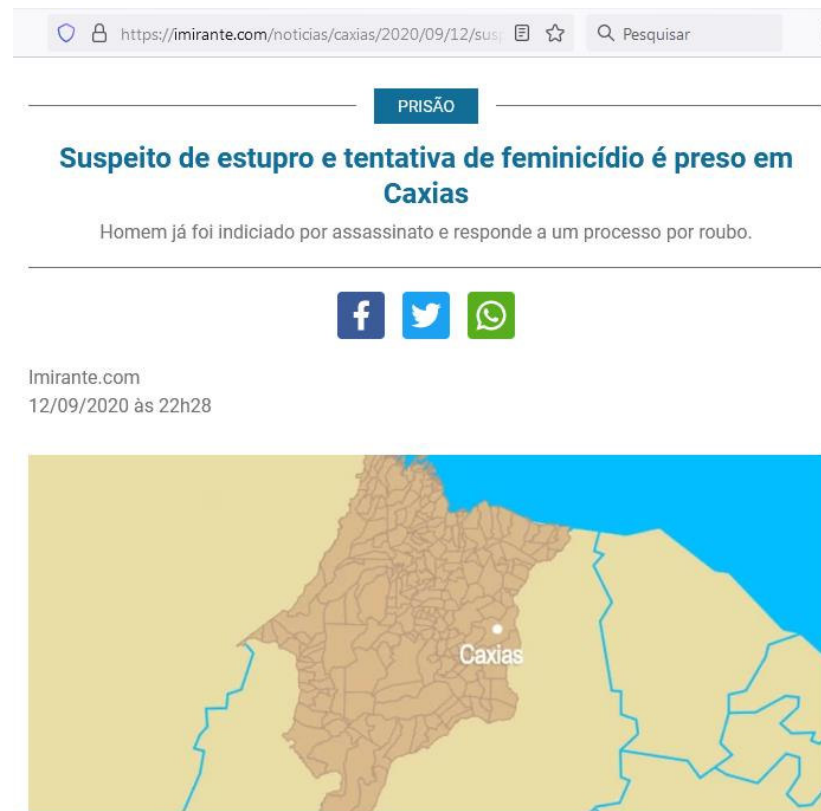 https://imirante.com/noticias/caxias/2020/09/12/sus
Pesquisar
PRISÃO
Suspeito de estupro e tentativa de feminicídio é preso em
Caxias
Homem já foi indiciado por assassinato e responde a um processo por roubo.
Imirante.com
12/09/2020 às 22h28
Caxias